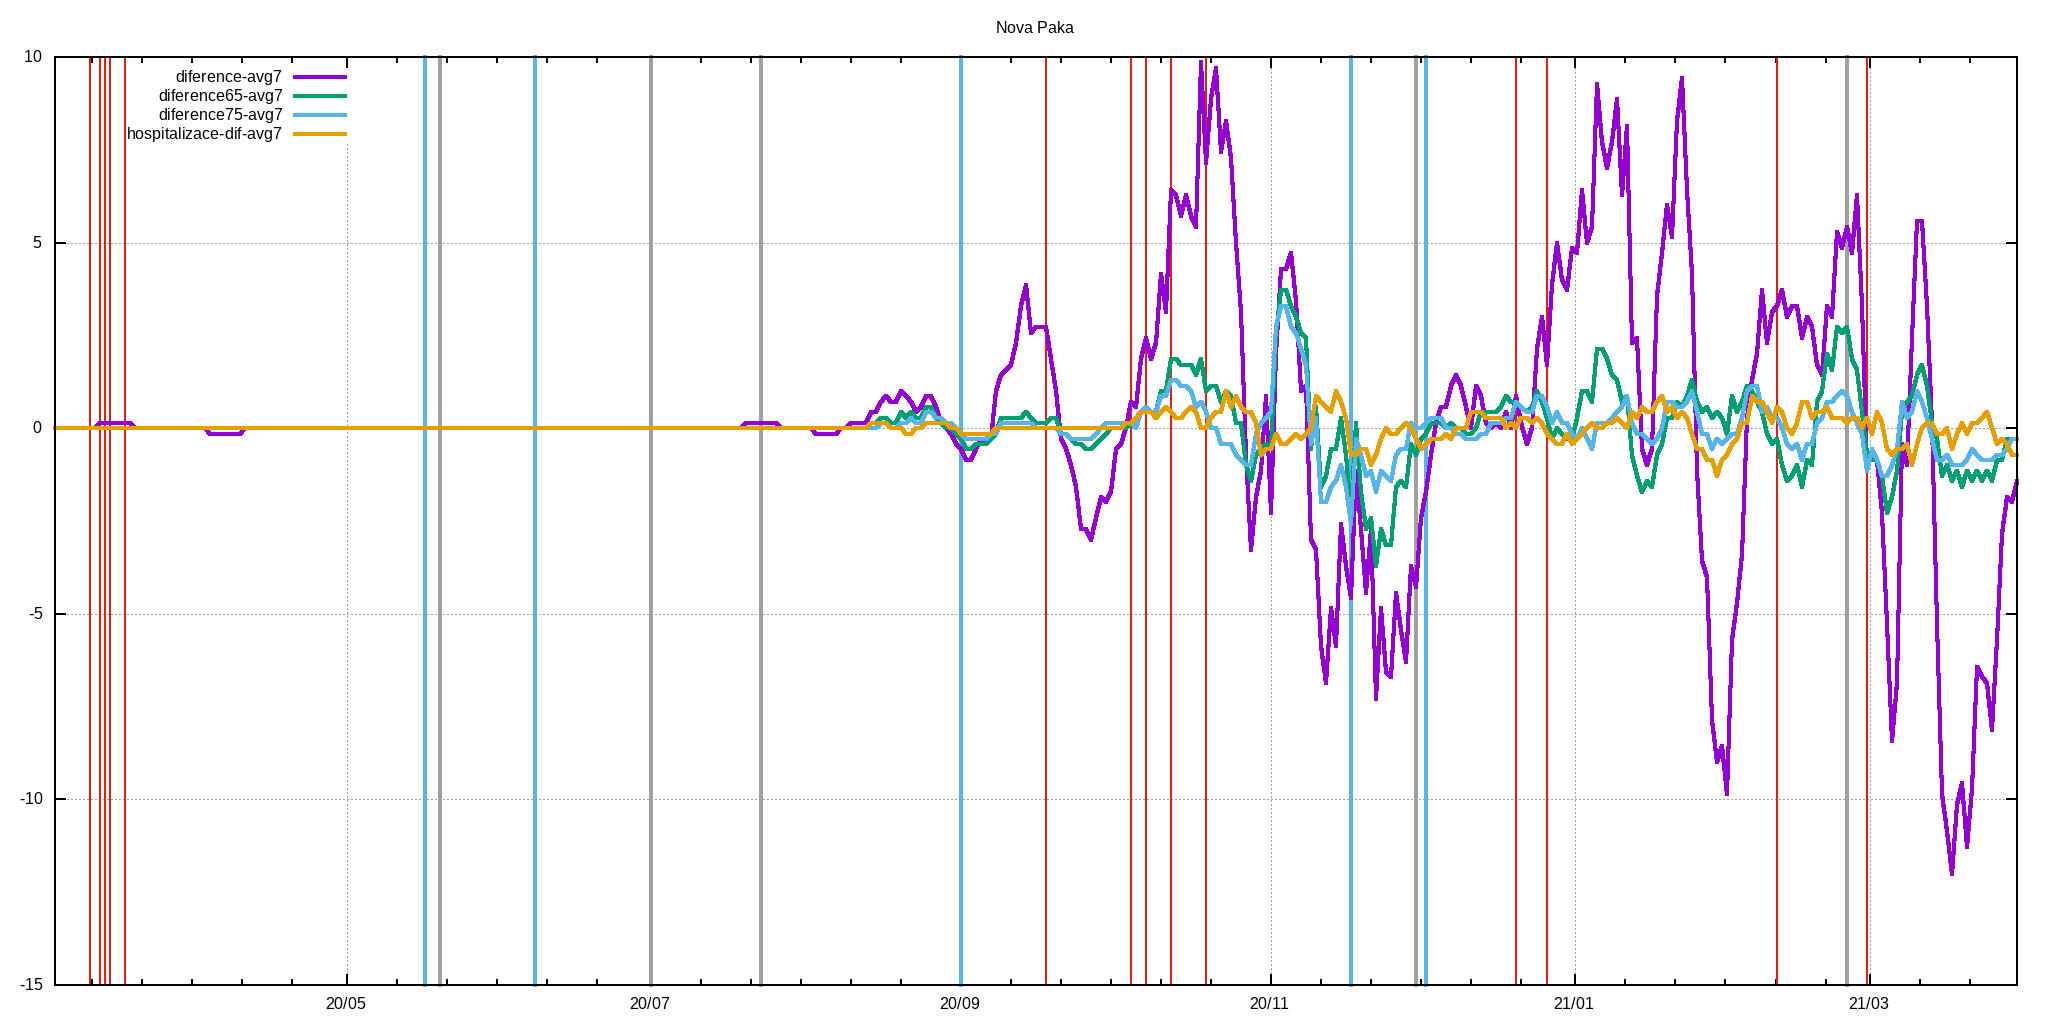 Nova Paka
10
diference-avg7
diference65-avg7
diference75-avg7
hospitalizace-dif-avg7
5
0
-5
-10
-15
20/05
20/07
20/09
20/11
21/01
21/03